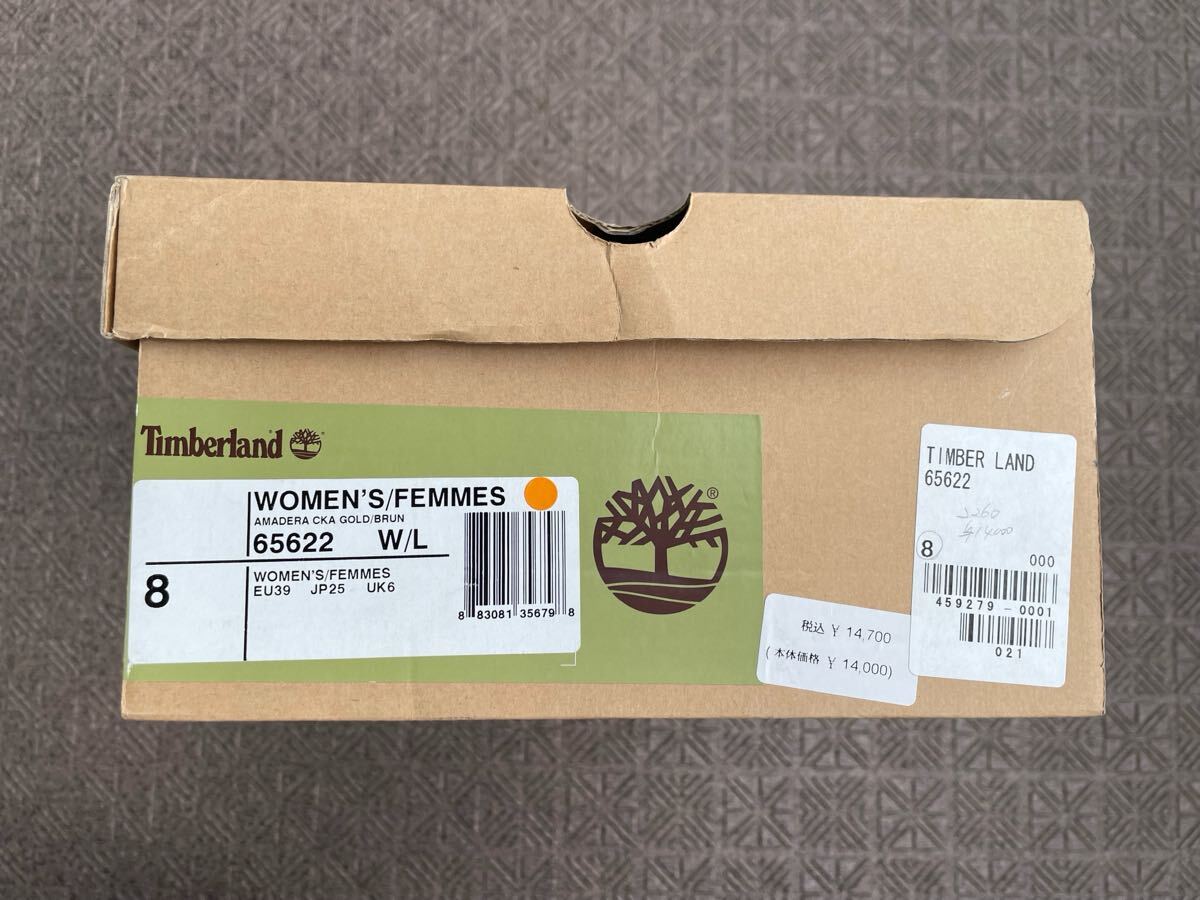 Timberland
WOMEN'S/FEMMES
AMADERA CKA GOLD/BRUN
65622 W/L
8
WOMEN'S/FEMMES
EU39 JP25 UK6
8 83081 35679 8
®
TIMBER LAND
65622
14000
8
000
459279-0001
021
税込 ¥ 14,700
(本体価格 ¥ 14,000)